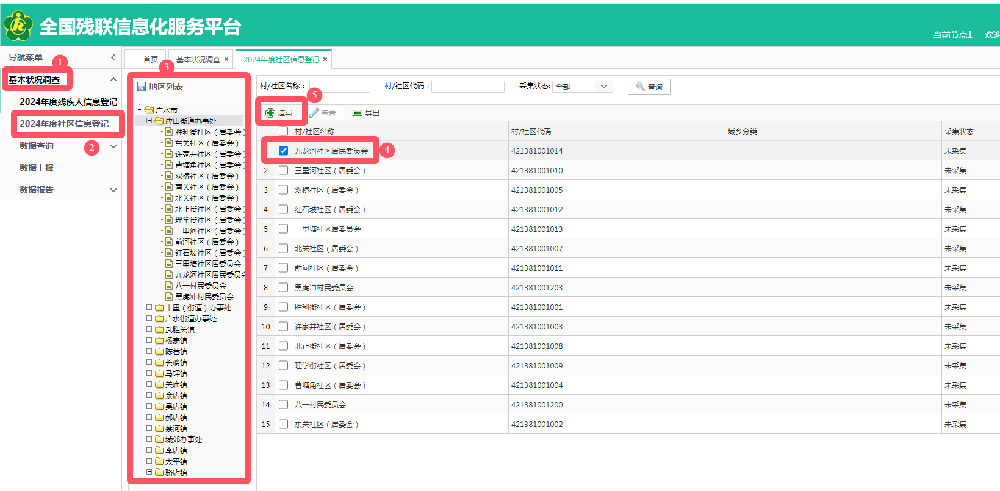 全国残联信息化服务平台
当前节点1 欢迎
导航菜单
1
基本状况调查
2024年度残疾人信息登记
2024年度社区信息登记
2
数据查询
数据上报
数据报告
首页 基本状况调查 2024年度社区信息登记
3
地区列表
广水市
应山街道办事处
胜利街社区（居委会）
东关社区（居委会）
许家井社区（居委会）
曹塘角社区（居委会）
双桥社区（居委会）
南关社区（居委会）
北关社区（居委会）
北正街社区（居委会）
理学街社区（居委会）
三里河社区（居委会）
前河社区（居委会）
红石坡社区（居委会）
三里塘社区居委员会
九龙河社区居民委员会
八一村民委员会
黑虎冲村民委员会
十里（街道）办事处
广水街道办事处
武胜关镇
杨寨镇
陈巷镇
长岭镇
马坪镇
关庙镇
余店镇
吴店镇
郝店镇
蔡河镇
城郊办事处
李店镇
太平镇
骆店镇
村/社区名称： 村/社区代码： 采集状态: 全部 查询
5
填写 查看 导出
村/社区名称 村/社区代码 城乡分类 采集状态
九龙河社区居民委员会 421381001014 未采集
4
2 三里河社区（居委会） 421381001010 未采集
3 双桥社区（居委会） 421381001005 未采集
4 红石坡社区（居委会） 421381001012 未采集
5 三里塘社区居委员会 421381001013 未采集
6 北关社区（居委会） 421381001007 未采集
7 前河社区（居委会） 421381001011 未采集
8 黑虎冲村民委员会 421381001203 未采集
9 胜利街社区（居委会） 421381001001 未采集
10 许家井社区（居委会） 421381001003 未采集
11 北正街社区（居委会） 421381001008 未采集
12 理学街社区（居委会） 421381001009 未采集
13 曹塘角社区（居委会） 421381001004 未采集
14 八一村民委员会 421381001200 未采集
15 东关社区（居委会） 421381001002 未采集